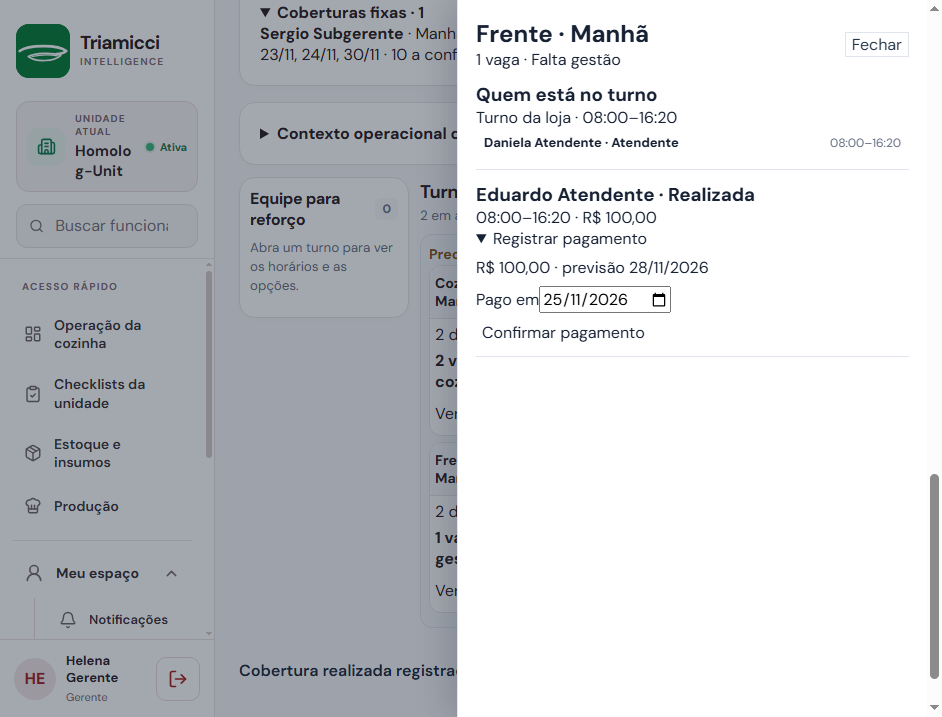 Triamicci
INTELLIGENCE
UNIDADE
ATUAL
Homolo
g-Unit
Ativa
Buscar funcion
ACESSO RÁPIDO
Operação da
cozinha
Checklists da
unidade
Estoque e
insumos
Produção
Meu espaço
Notificações
HE
Helena
Gerente
Gerente
▼ Coberturas fixas · 1
Sergio Subgerente · Manh
23/11, 24/11, 30/11 · 10 a conf
▶ Contexto operacional
Equipe para
reforço
0
Abra um turno para ver
os horários e as
opções.
Turn
2 em
Prec
Coz
Ma
2 d
2 v
coz
Ver
Fre
Ma
2 d
1 va
ges
Ver
Cobertura realizada registra
Frente · Manhã
Fechar
1 vaga · Falta gestão
Quem está no turno
Turno da loja · 08:00–16:20
Daniela Atendente · Atendente
08:00–16:20
Eduardo Atendente · Realizada
08:00–16:20 · R$ 100,00
▼ Registrar pagamento
R$ 100,00 · previsão 28/11/2026
Pago em 25/11/2026
Confirmar pagamento